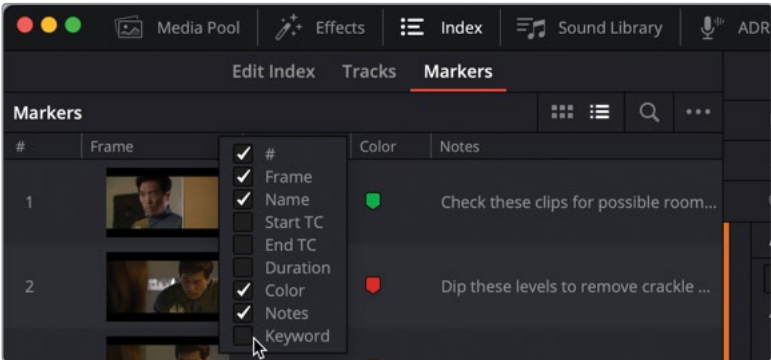 Media Pool Effects Index Sound Library ADR
Edit Index Tracks Markers
Markers
# Frame Color Notes
#
Frame
Name
Start TC
End TC
Duration
Color
Notes
Keyword
1 Check these clips for possible room...
2 Dip these levels to remove crackle ...